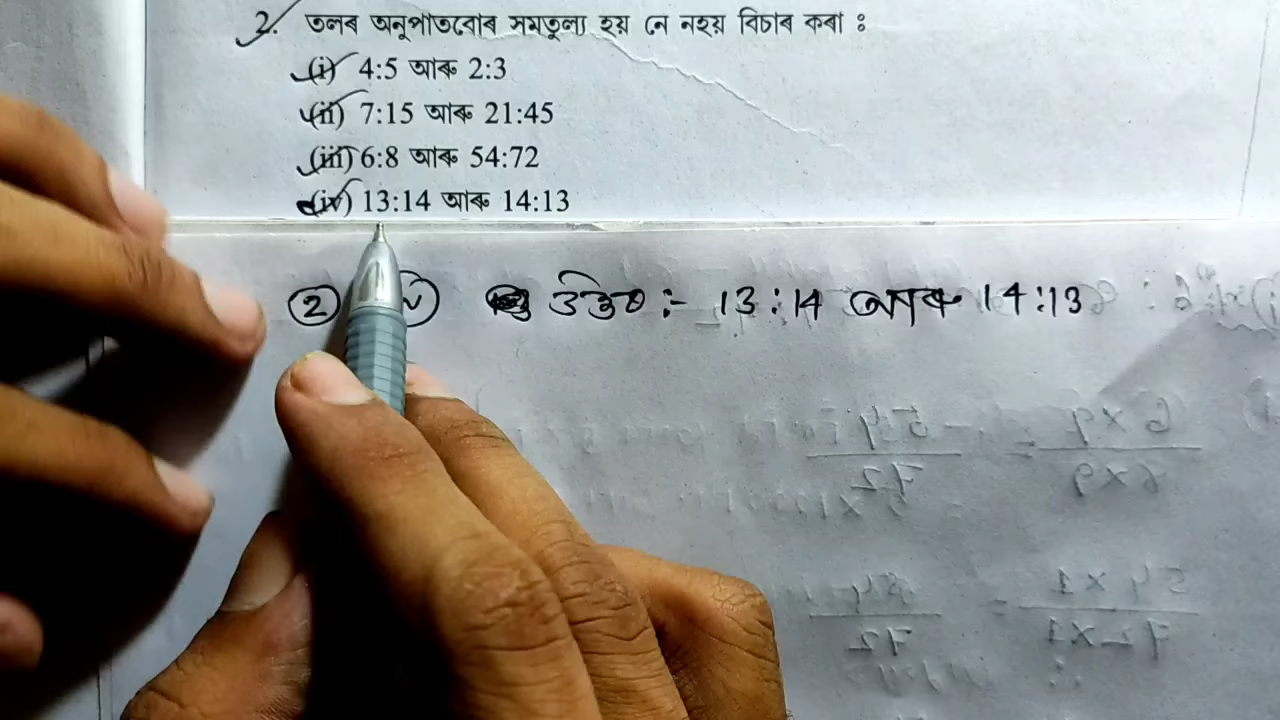 2. তলৰ অনুপাতবোৰ সমতুল্য হয় নে নহয় বিচাৰ কৰা ঃ
(i) 4:5 আৰু 2:3
(ii) 7:15 আৰু 21:45
(iii) 6:8 আৰু 54:72
(iv) 13:14 আৰু 14:13
2 উত্তৰ :- 13:14 আৰু 14:13